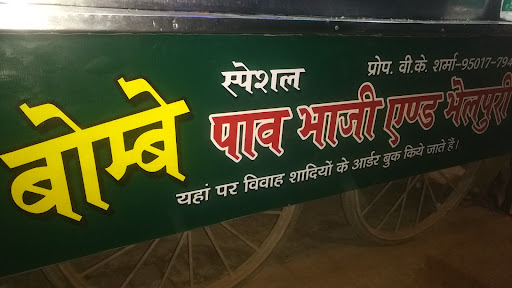 प्रोप. वी.के. शर्मा-95017-794
स्पेशल
बोम्बे पाव भाजी एण्ड भेलपुरी
यहां पर विवाह शादियों के आर्डर बुक किये जाते हैं।